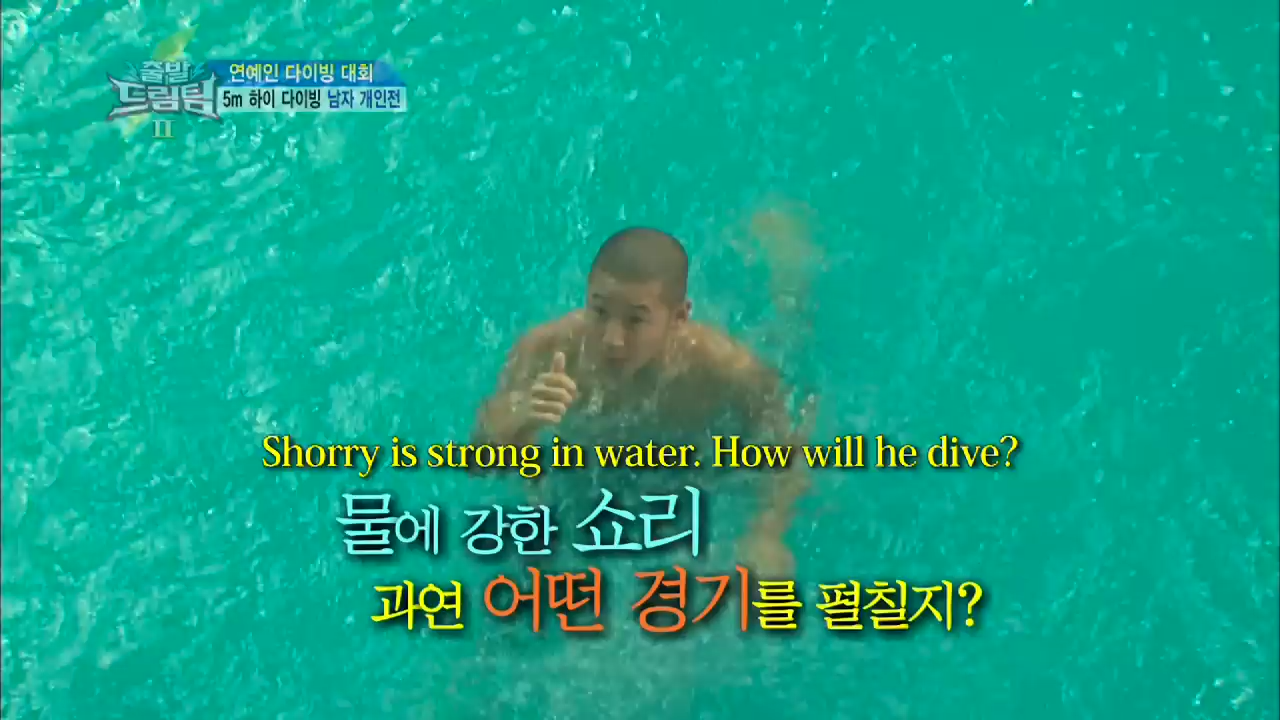 출발
드림팀
II
연예인 다이빙 대회
5m 하이 다이빙 남자 개인전
Shorry is strong in water. How will he dive?
물에 강한 쇼리
과연 어떤 경기를 펼칠지?